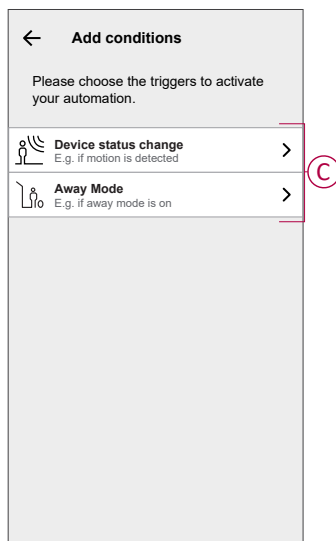 Add conditions
Please choose the triggers to activate
your automation.
Device status change
E.g. if motion is detected
C
Away Mode
E.g. if away mode is on